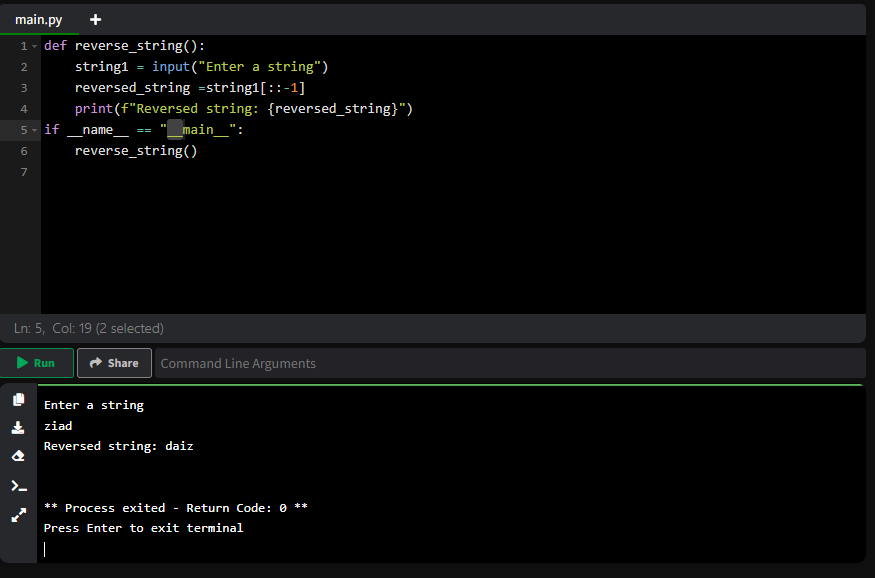 main.py +
1 def reverse_string():
2     string1 = input("Enter a string")
3     reversed_string =string1[::-1]
4     print(f"Reversed string: {reversed_string}")
5 if __name__ == "__main__":
6     reverse_string()
7
Ln: 5, Col: 19 (2 selected)
Run Share Command Line Arguments
Enter a string
ziad
Reversed string: daiz
** Process exited - Return Code: 0 **
Press Enter to exit terminal